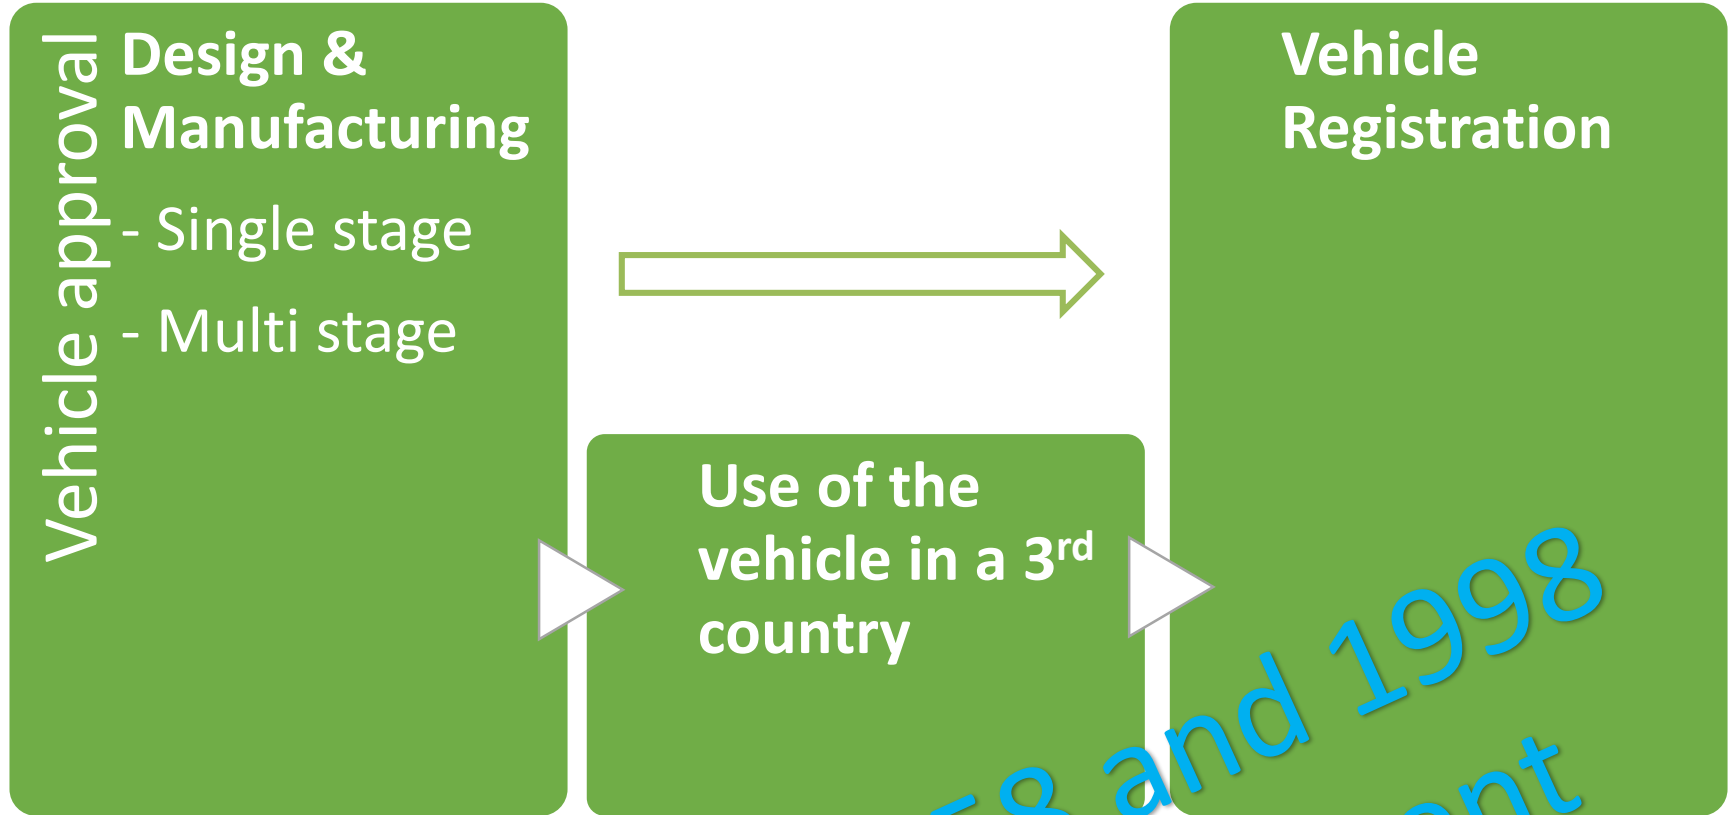 Vehicle approval
Design &
Manufacturing
- Single stage
- Multi stage
Use of the
vehicle in a 3rd
country
Vehicle
Registration
58 and 1998